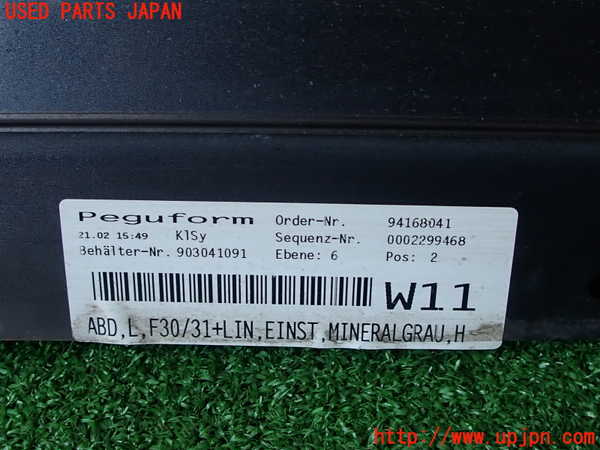 USED PARTS JAPAN
Peguform Order-Nr. 94168041
21.02 15:49 KlSy Sequenz-Nr. 0002299468
Behälter-Nr. 903041091 Ebene: 6 Pos: 2
W11
ABD,L,F30/31+LIN,EINST,MINERALGRAU,H
http://www.upjpn.com/